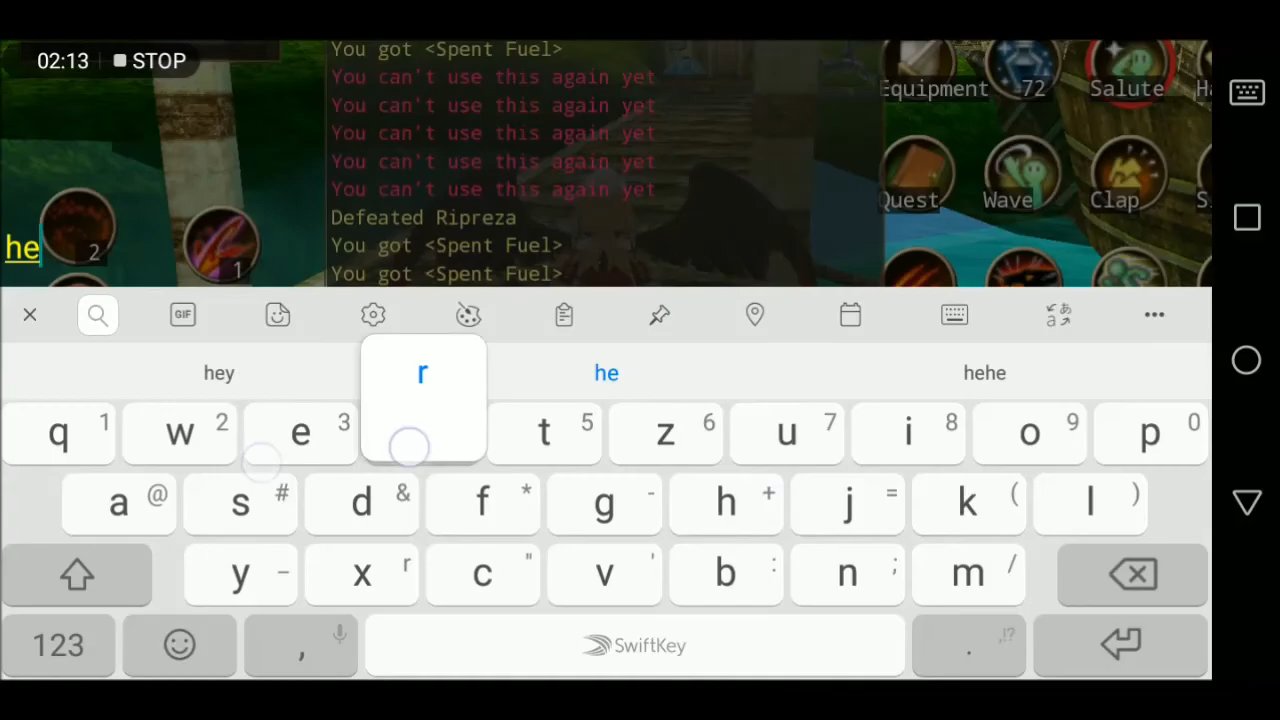 02:13 STOP
You got <Spent Fuel>
You can't use this again yet
You can't use this again yet
You can't use this again yet
You can't use this again yet
You can't use this again yet
Defeated Ripreza
You got <Spent Fuel>
You got <Spent Fuel>
Equipment 72 Salute
Quest Wave Clap
he 2 1
GIF
hey r he hehe
q 1 w 2 e 3 t 5 z 6 u 7 i 8 o 9 p 0
a @ s # d & f * g - h + j = k ( l )
y – x r c " v ' b : n ; m /
123 , SwiftKey . ,!?